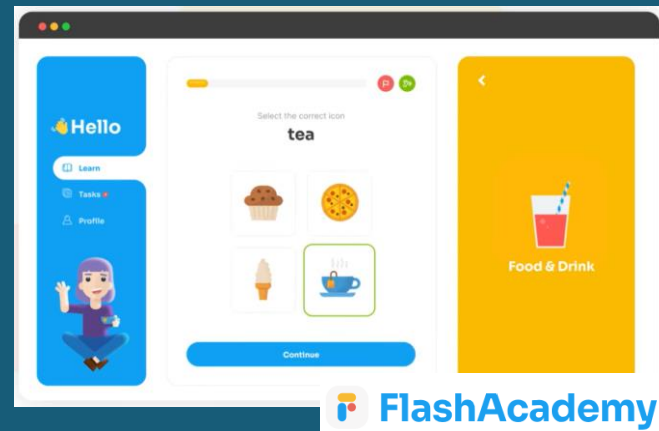 Hello
Learn
Tasks
Profile
Select the correct icon
tea
Continue
Food & Drink
FlashAcademy